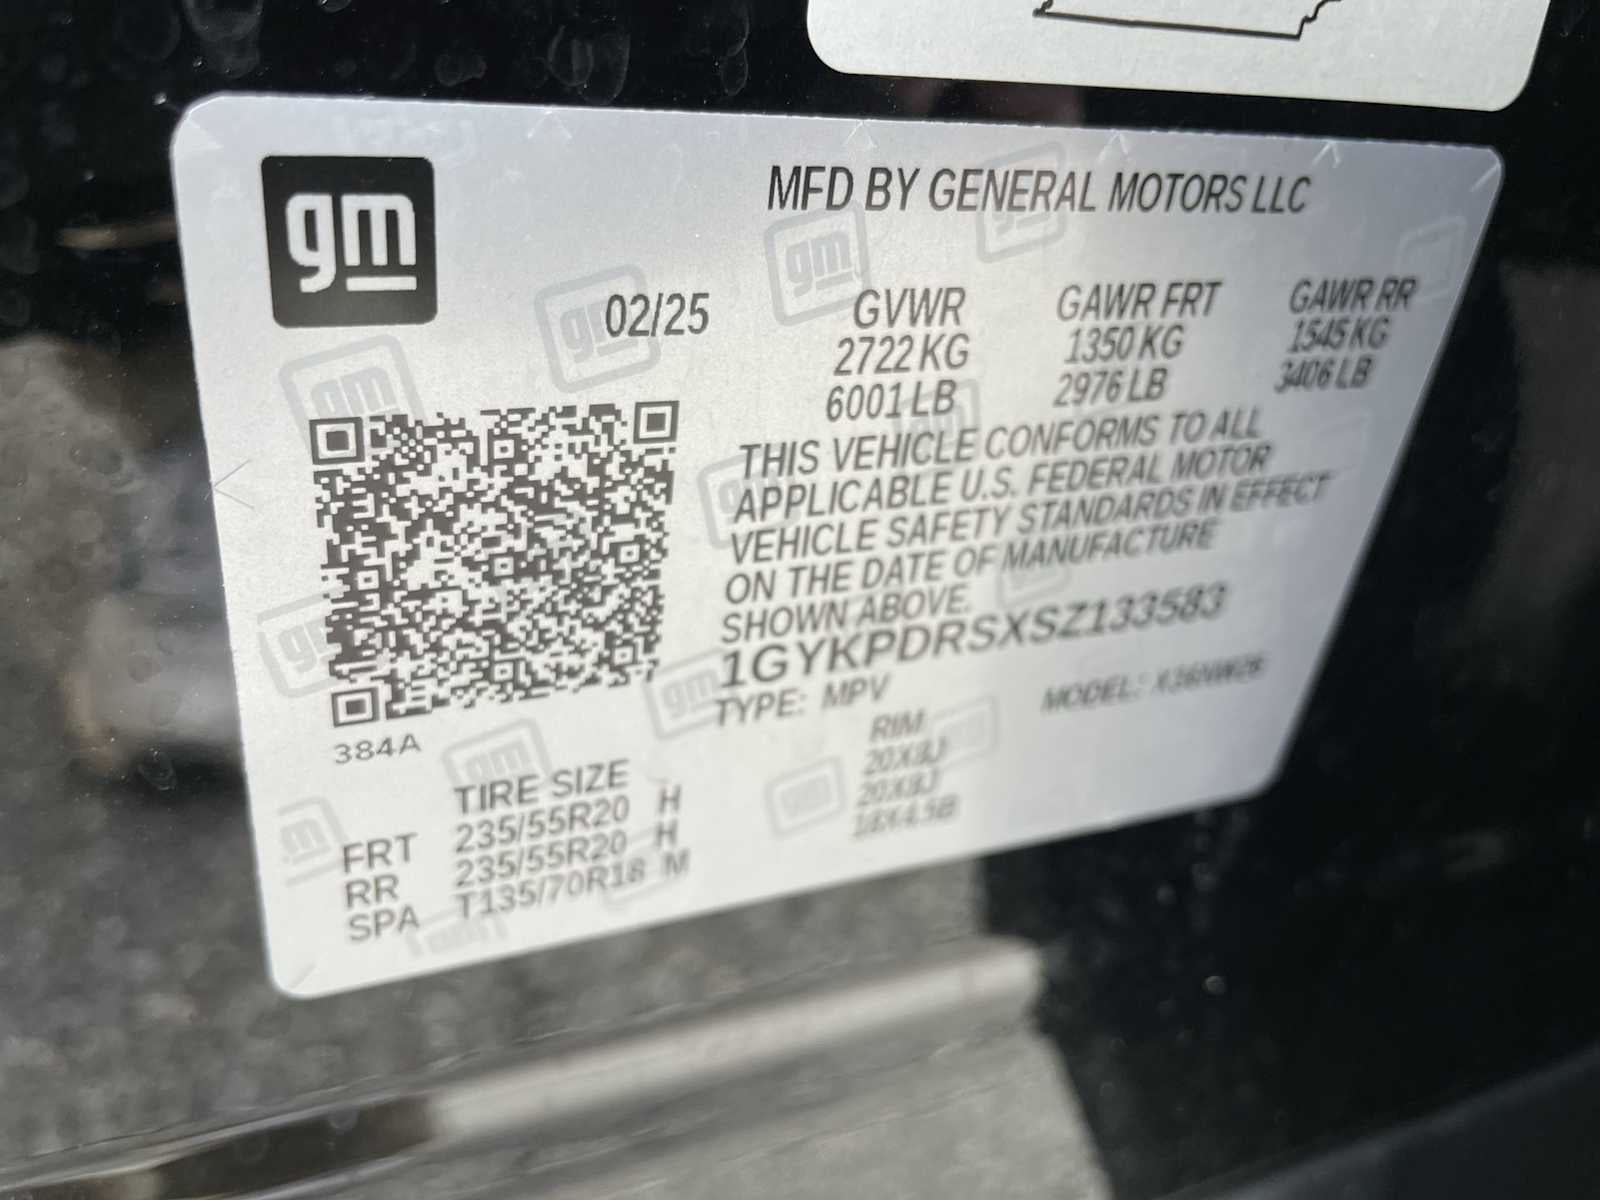 gm
MFD BY GENERAL MOTORS LLC
02/25
GVWR GAWR FRT GAWR RR
2722 KG 1350 KG 1545 KG
6001 LB 2976 LB 3406 LB
THIS VEHICLE CONFORMS TO ALL
APPLICABLE U.S. FEDERAL MOTOR
VEHICLE SAFETY STANDARDS IN EFFECT
ON THE DATE OF MANUFACTURE
SHOWN ABOVE.
1GYKPDRSXSZ133583
TYPE: MPV MODEL:
384A
TIRE SIZE RIM
FRT 235/55R20 H 20X8J
RR 235/55R20 H 20X8J
SPA T135/70R18 M 18X4.5B